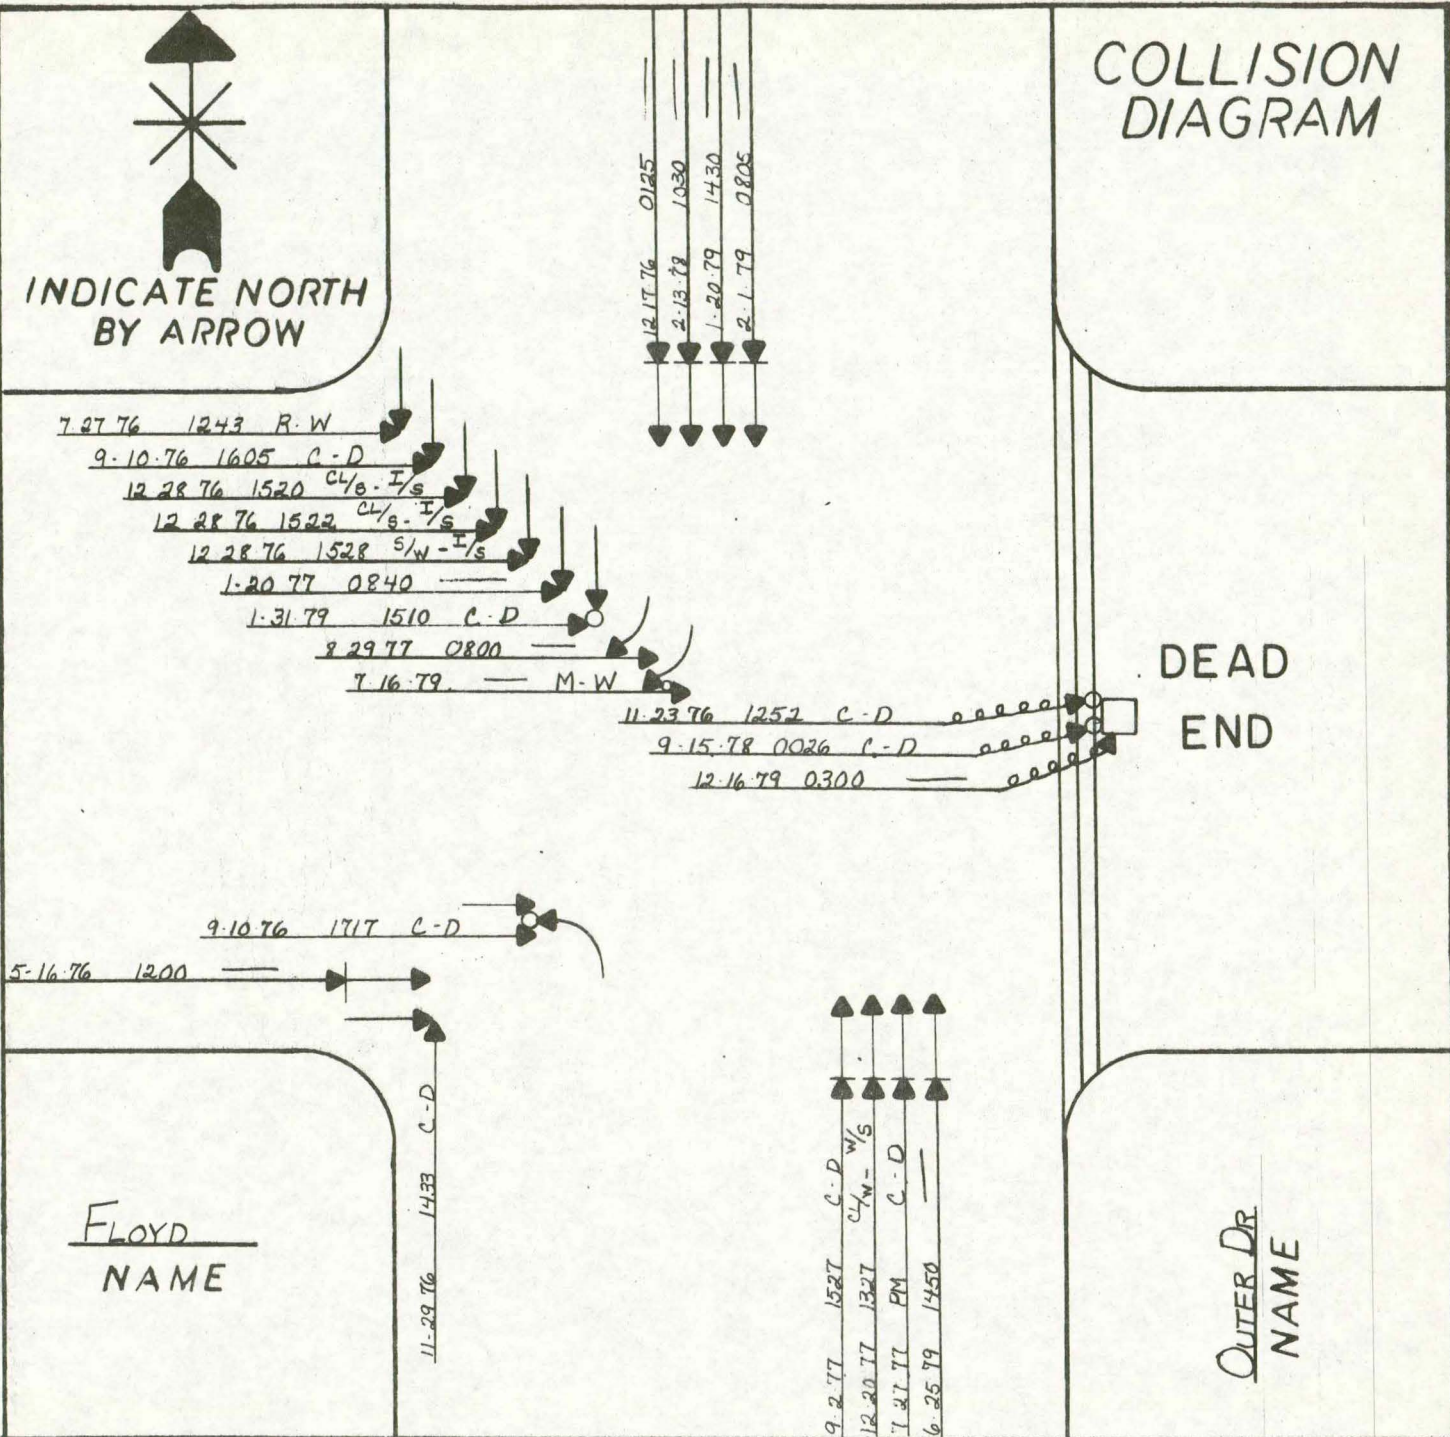 COLLISION
DIAGRAM
INDICATE NORTH
BY ARROW
12 17 76 0125 —
2-13-78 1030 —
1-20-79 1430 —
2-1-79 0805 —
7 27 76 1243 R-W
9-10-76 1605 C-D
12 28 76 1520 CL/S - I/S
12 28 76 1522 CL/S - I/S
12 28 76 1528 S/W - I/S
1-20 77 0840 —
1-31-79 1510 C-D
8 29 77 0800 —
7-16-79 — M-W
11-23 76 1252 C-D
9-15-78 0026 C-D
12-16-79 0300 —
DEAD
END
9-10-76 1717 C-D
5-16-76 1200 —
11-29 76 1433 C-D
9-2-77 1527 C-D
12 20 77 1327 CL/W - W/S
27 77 PM C-D
6-25 79 1450 —
FLOYD
NAME
OUTER DR
NAME